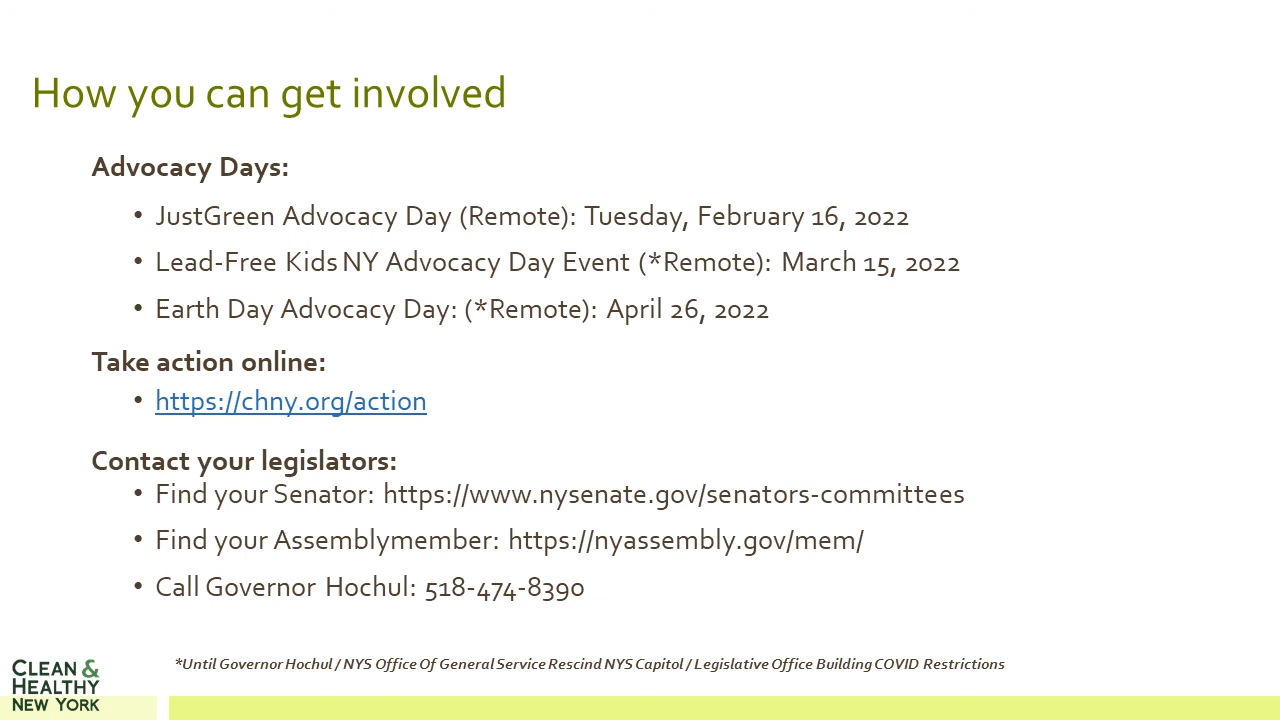 How you can get involved
Advocacy Days:
• JustGreen Advocacy Day (Remote): Tuesday, February 16, 2022
• Lead-Free Kids NY Advocacy Day Event (*Remote): March 15, 2022
• Earth Day Advocacy Day: (*Remote): April 26, 2022
Take action online:
• https://chny.org/action
Contact your legislators:
• Find your Senator: https://www.nysenate.gov/senators-committees
• Find your Assemblymember: https://nyassembly.gov/mem/
• Call Governor Hochul: 518-474-8390
*Until Governor Hochul / NYS Office Of General Service Rescind NYS Capitol / Legislative Office Building COVID Restrictions
CLEAN &
HEALTHY
NEW YORK